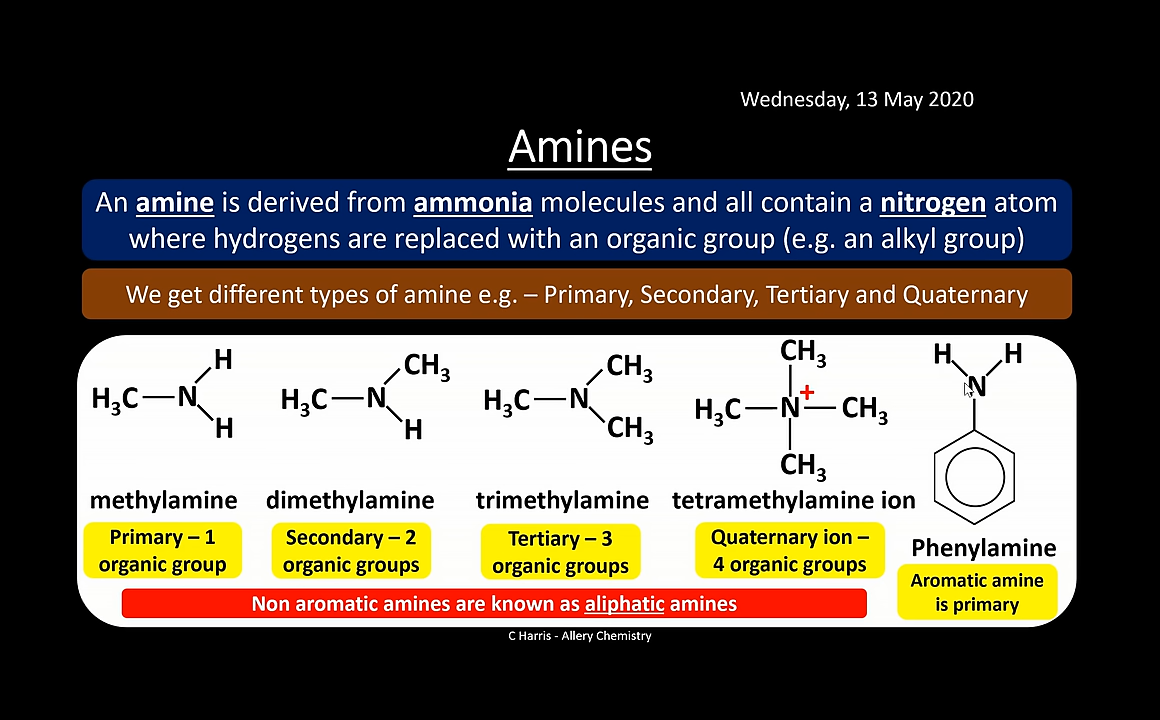 Wednesday, 13 May 2020
Amines
An amine is derived from ammonia molecules and all contain a nitrogen atom
where hydrogens are replaced with an organic group (e.g. an alkyl group)
We get different types of amine e.g. – Primary, Secondary, Tertiary and Quaternary
H
H₃C N
H
CH₃
H₃C N
H
CH₃
H₃C N
CH₃
CH₃
+
H₃C N CH₃
CH₃
H H
N
methylamine
dimethylamine
trimethylamine
tetramethylamine ion
Phenylamine
Primary – 1
organic group
Secondary – 2
organic groups
Tertiary – 3
organic groups
Quaternary ion –
4 organic groups
Aromatic amine
is primary
Non aromatic amines are known as aliphatic amines
C Harris - Allery Chemistry